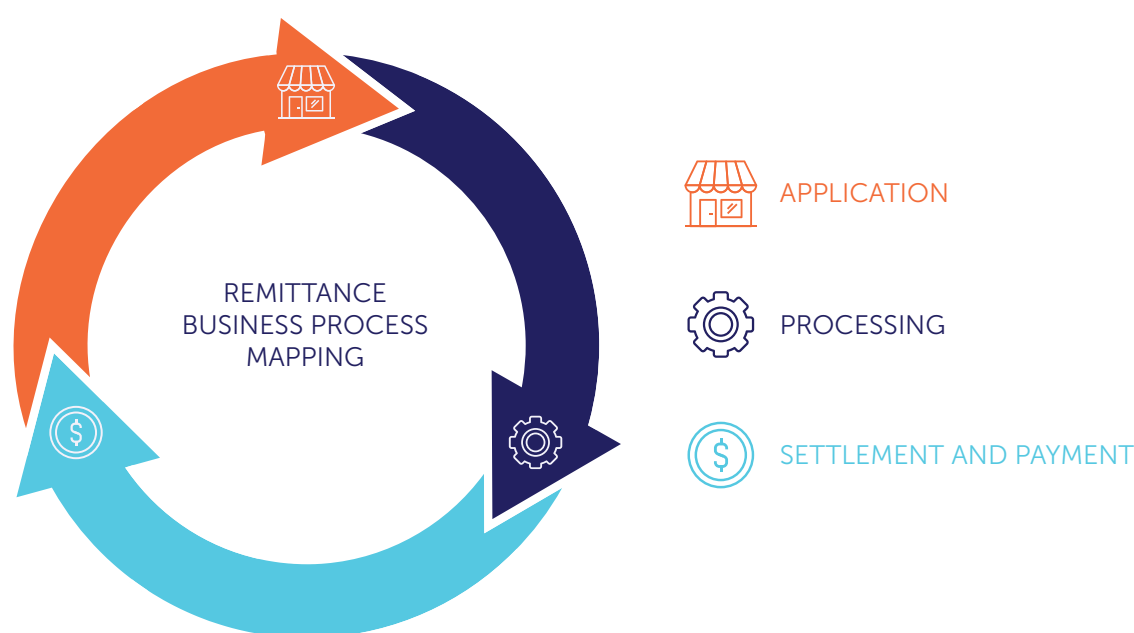 REMITTANCE
BUSINESS PROCESS
MAPPING
APPLICATION
PROCESSING
SETTLEMENT AND PAYMENT